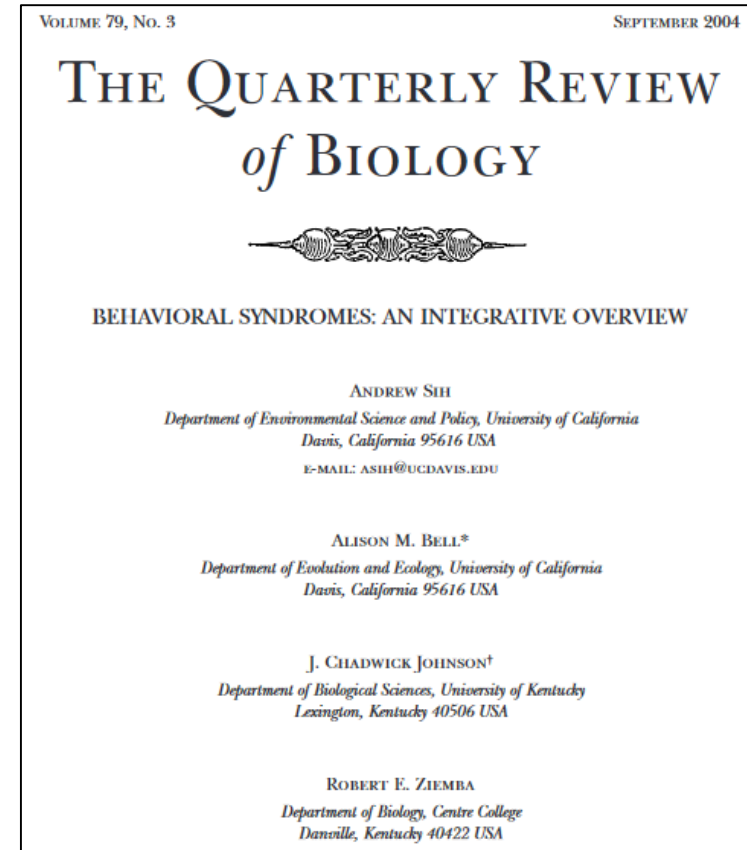 VOLUME 79, NO. 3 SEPTEMBER 2004
THE QUARTERLY REVIEW
of BIOLOGY
BEHAVIORAL SYNDROMES: AN INTEGRATIVE OVERVIEW
ANDREW SIH
Department of Environmental Science and Policy, University of California
Davis, California 95616 USA
E-MAIL: ASIH@UCDAVIS.EDU
ALISON M. BELL*
Department of Evolution and Ecology, University of California
Davis, California 95616 USA
J. CHADWICK JOHNSON†
Department of Biological Sciences, University of Kentucky
Lexington, Kentucky 40506 USA
ROBERT E. ZIEMBA
Department of Biology, Centre College
Danville, Kentucky 40422 USA